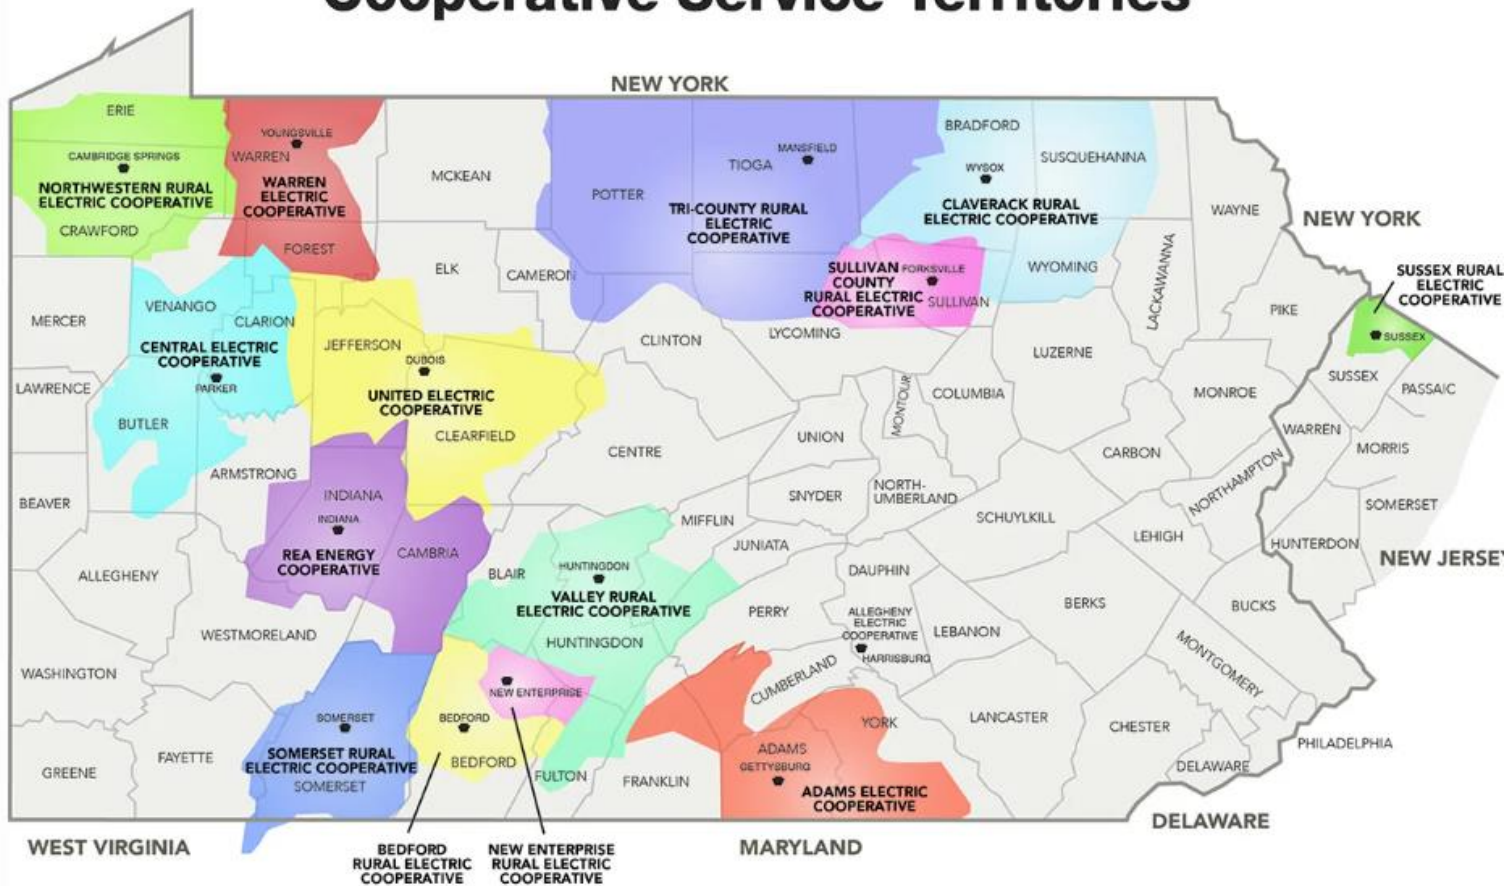 Cooperative Service Territories
NEW YORK
ERIE
CAMBRIDGE SPRINGS
NORTHWESTERN RURAL
ELECTRIC COOPERATIVE
CRAWFORD
YOUNGSVILLE
WARREN
WARREN
ELECTRIC
COOPERATIVE
FOREST
MCKEAN
ELK
CAMERON
POTTER
TIOGA
MANSFIELD
TRI-COUNTY RURAL
ELECTRIC
COOPERATIVE
BRADFORD
WYSOX
SUSQUEHANNA
CLAVERACK RURAL
ELECTRIC COOPERATIVE
WYOMING
SULLIVAN
COUNTY
RURAL ELECTRIC
COOPERATIVE
FORKSVILLE
SULLIVAN
LYCOMING
WAYNE
NEW YORK
LACKAWANNA
PIKE
SUSSEX RURAL
ELECTRIC
COOPERATIVE
SUSSEX
SUSSEX
PASSAIC
MERCER
VENANGO
CLARION
CENTRAL ELECTRIC
COOPERATIVE
PARKER
BUTLER
LAWRENCE
JEFFERSON
DUBOIS
UNITED ELECTRIC
COOPERATIVE
CLEARFIELD
CLINTON
CENTRE
UNION
MONTOUR
COLUMBIA
LUZERNE
MONROE
CARBON
WARREN
MORRIS
NORTHAMPTON
SOMERSET
HUNTERDON
NEW JERSEY
BEAVER
ARMSTRONG
INDIANA
INDIANA
REA ENERGY
COOPERATIVE
CAMBRIA
SNYDER
NORTH-
UMBERLAND
MIFFLIN
JUNIATA
SCHUYLKILL
LEHIGH
ALLEGHENY
BLAIR
HUNTINGDON
VALLEY RURAL
ELECTRIC COOPERATIVE
HUNTINGDON
DAUPHIN
PERRY
ALLEGHENY
ELECTRIC
COOPERATIVE
HARRISBURG
LEBANON
BERKS
BUCKS
MONTGOMERY
WESTMORELAND
WASHINGTON
CUMBERLAND
NEW ENTERPRISE
SOMERSET
SOMERSET RURAL
ELECTRIC COOPERATIVE
SOMERSET
BEDFORD
BEDFORD
FULTON
FRANKLIN
YORK
ADAMS
GETTYSBURG
ADAMS ELECTRIC
COOPERATIVE
LANCASTER
CHESTER
DELAWARE
PHILADELPHIA
GREENE
FAYETTE
WEST VIRGINIA
BEDFORD
RURAL ELECTRIC
COOPERATIVE
NEW ENTERPRISE
RURAL ELECTRIC
COOPERATIVE
MARYLAND
DELAWARE